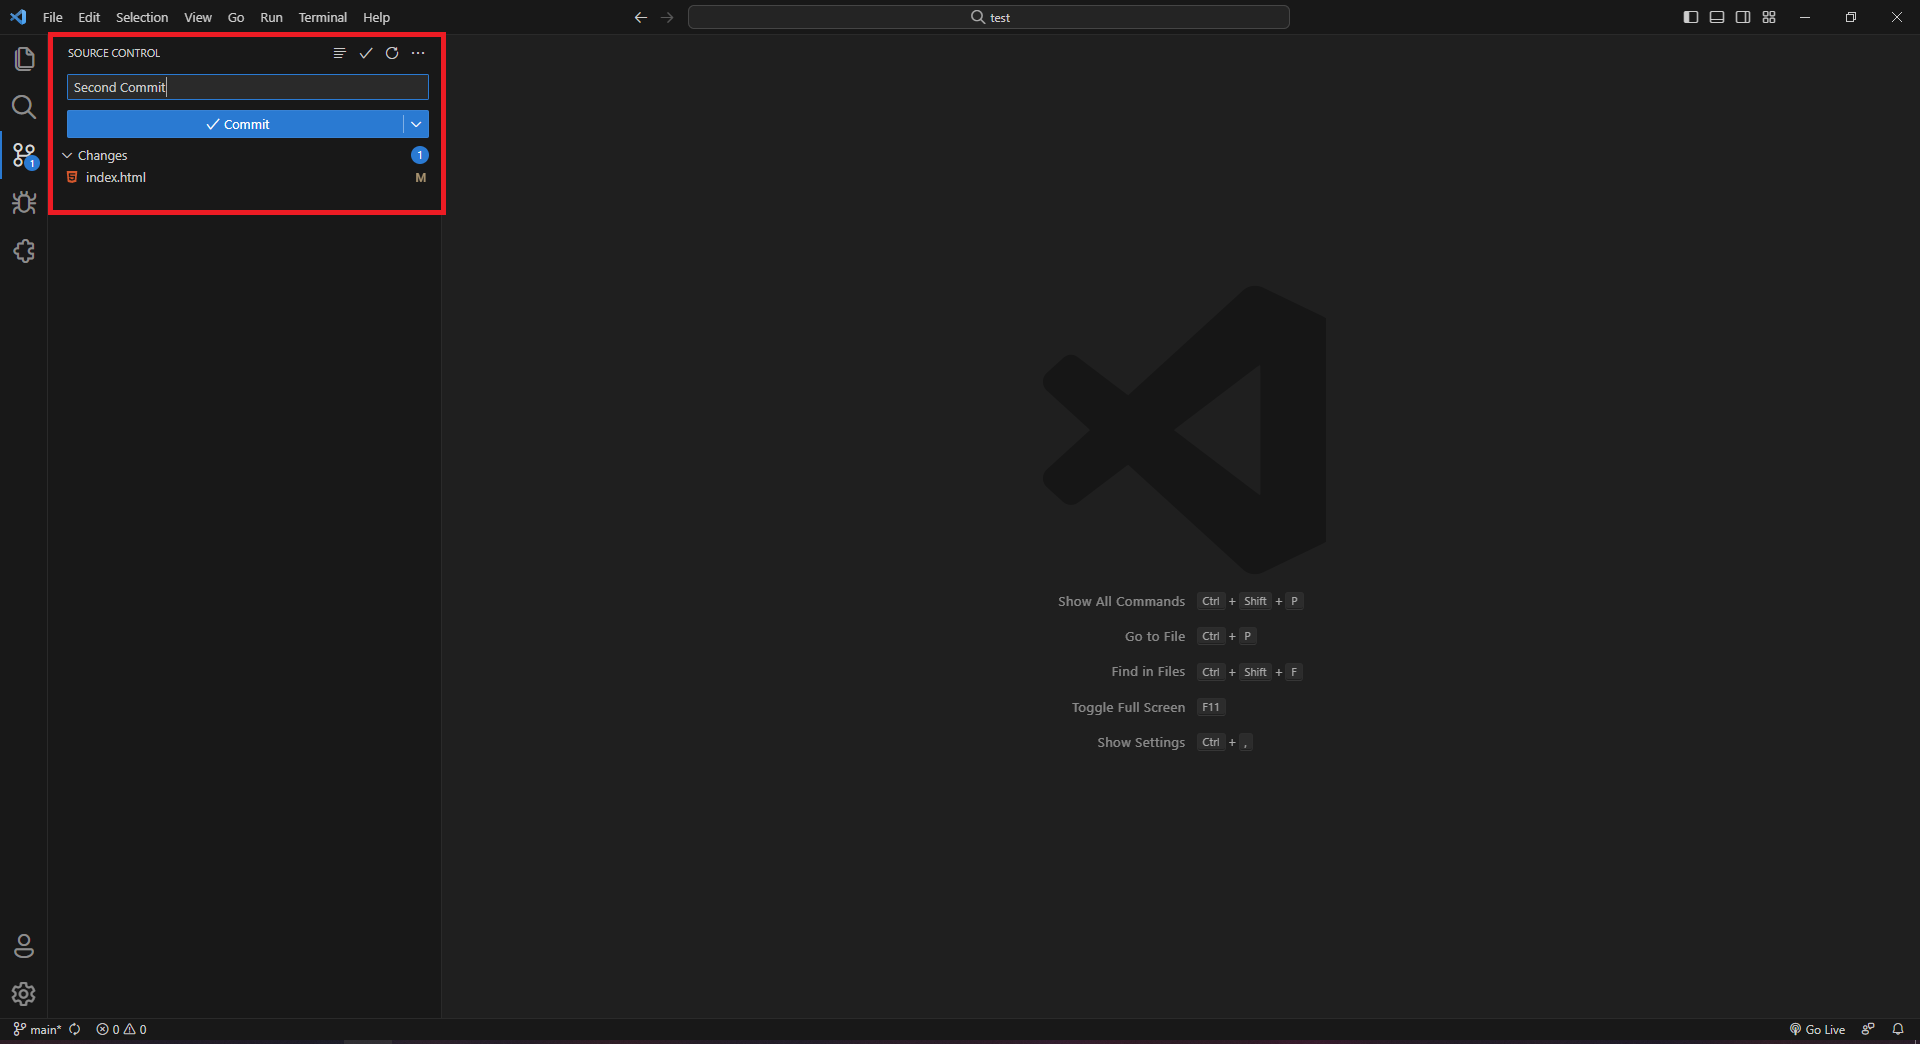 File Edit Selection View Go Run Terminal Help
test
SOURCE CONTROL
Second Commit
Commit
Changes 1
index.html M
1
Show All Commands Ctrl + Shift + P
Go to File Ctrl + P
Find in Files Ctrl + Shift + F
Toggle Full Screen F11
Show Settings Ctrl + ,
main* 0 0
Go Live